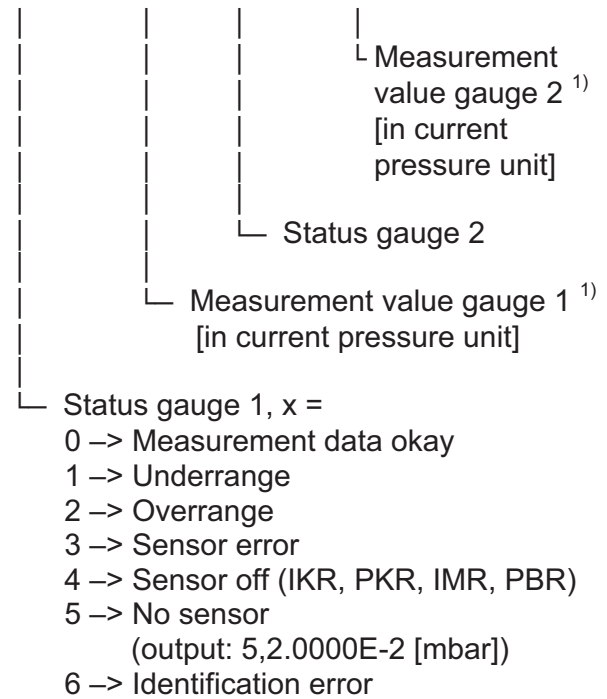 Measurement
value gauge 2 1)
[in current
pressure unit]
Status gauge 2
Measurement value gauge 1 1)
[in current pressure unit]
Status gauge 1, x =
0 –> Measurement data okay
1 –> Underrange
2 –> Overrange
3 –> Sensor error
4 –> Sensor off (IKR, PKR, IMR, PBR)
5 –> No sensor
(output: 5,2.0000E-2 [mbar])
6 –> Identification error